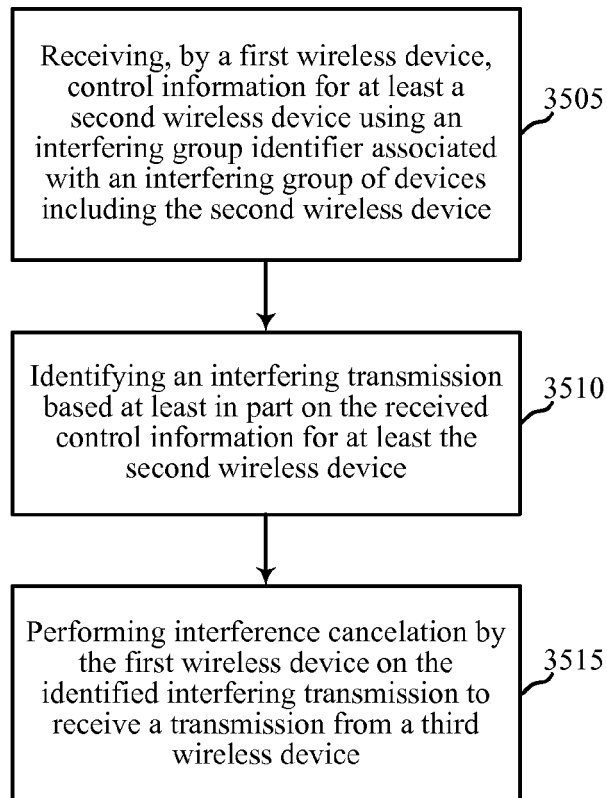 Receiving, by a first wireless device,
control information for at least a
second wireless device using an
interfering group identifier associated
with an interfering group of devices
including the second wireless device
3505
Identifying an interfering transmission
based at least in part on the received
control information for at least the
second wireless device
3510
Performing interference cancelation by
the first wireless device on the
identified interfering transmission to
receive a transmission from a third
wireless device
3515